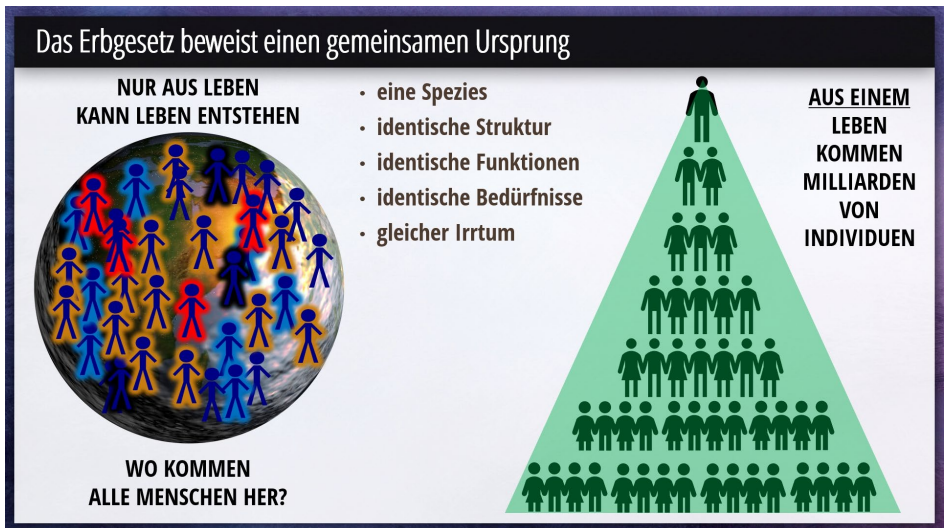 Das Erbgesetz beweist einen gemeinsamen Ursprung
NUR AUS LEBEN
KANN LEBEN ENTSTEHEN
WO KOMMEN
ALLE MENSCHEN HER?
• eine Spezies
• identische Struktur
• identische Funktionen
• identische Bedürfnisse
• gleicher Irrtum
AUS EINEM
LEBEN
KOMMEN
MILLIARDEN
VON
INDIVIDUEN